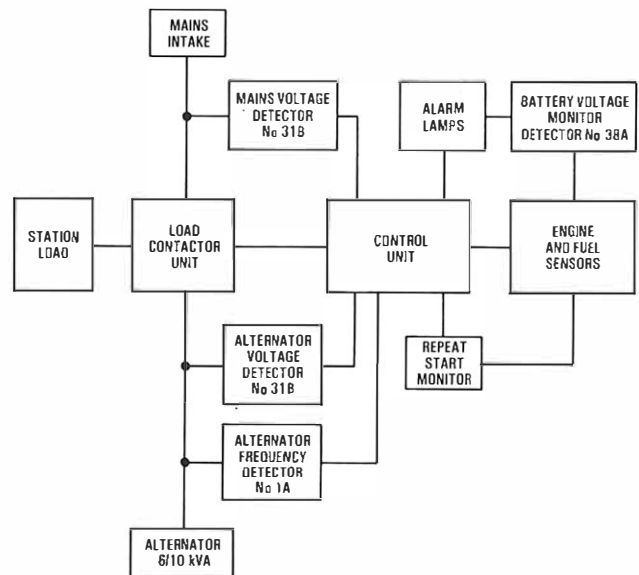 MAINS
INTAKE
MAINS VOLTAGE
DETECTOR
No 31B
ALARM
LAMPS
BATTERY VOLTAGE
MONITOR
DETECTOR No 38A
STATION
LOAD
LOAD
CONTACTOR
UNIT
CONTROL
UNIT
ENGINE
AND FUEL
SENSORS
ALTERNATOR
VOLTAGE
DETECTOR
No 31B
REPEAT
START
MONITOR
ALTERNATOR
FREQUENCY
DETECTOR
No 1A
ALTERNATOR
6/10 kVA